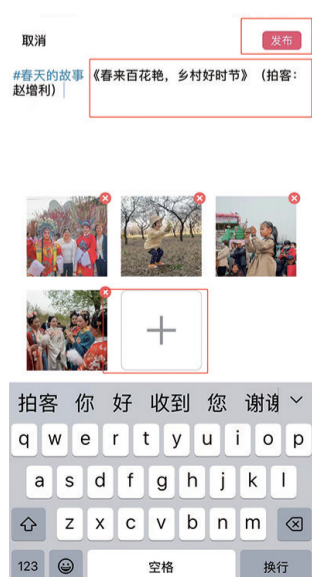 取消
发布
#春天的故事《春来百花艳，乡村好时节》（拍客：
赵增利）
拍客 你 好 收到 您 谢谢
q w e r t y u i o p
a s d f g h j k l
z x c v b n m
123 空格 换行